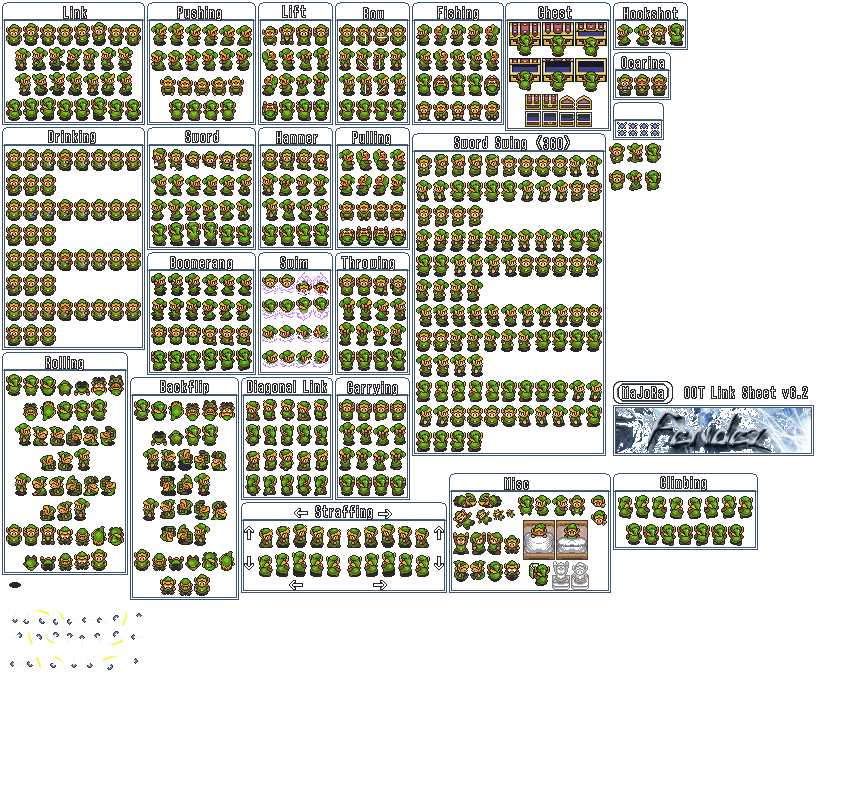 Link
Pushing
Lift
Bow
Fishing
Chest
Hookshot
Ocarina
Drinking
Sword
Hammer
Pulling
Sword Swing (360)
Boomerang
Swim
Throwing
Rolling
Backflip
Diagonal Link
Carrying
MaJoRa
OOT Link Sheet v6.2
Straffing
Misc
Climbing